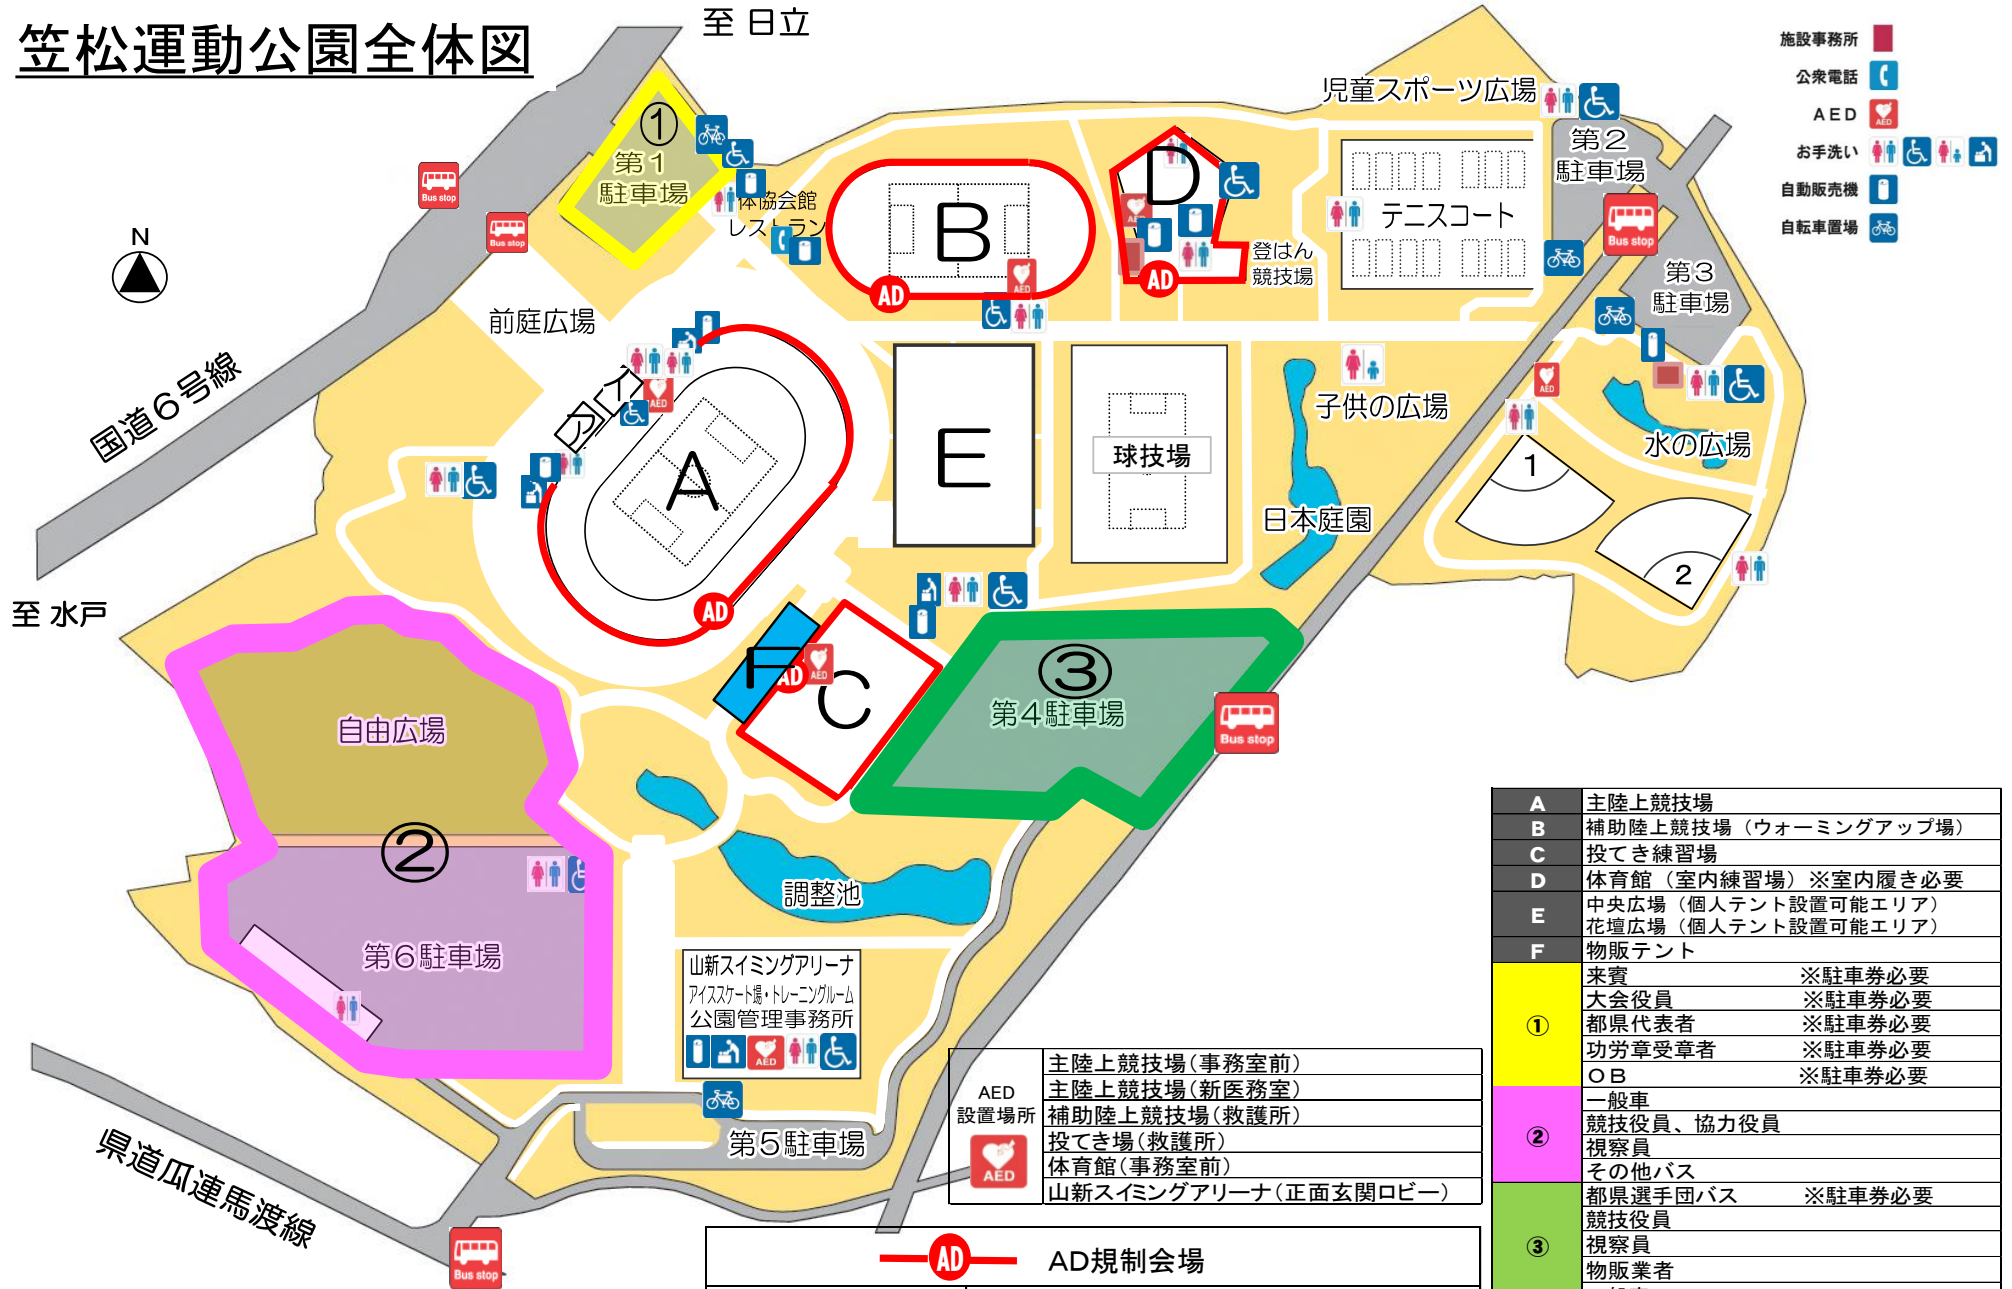 笠松運動公園全体図
至 日立
施設事務所
公衆電話
AED
お手洗い
自動販売機
自転車置場
児童スポーツ広場
①
第1
駐車場
Bus stop
Bus stop
体協会館
レストラン
N
B
AD
AED
D
AED
AD
登はん
競技場
テニスコート
第2
駐車場
Bus stop
第3
駐車場
前庭広場
国道6号線
AED
A
AD
E
球技場
子供の広場
日本庭園
AED
水の広場
1
2
至 水戸
F
AD
AED
C
③
第4駐車場
Bus stop
自由広場
②
第6駐車場
調整池
山新スイミングアリーナ
アイススケート場・トレーニングルーム
公園管理事務所
AED
第5駐車場
県道瓜連馬渡線
Bus stop
AED
設置場所
AED
主陸上競技場(事務室前)
主陸上競技場(新医務室)
補助陸上競技場(救護所)
投てき場(救護所)
体育館(事務室前)
山新スイミングアリーナ(正面玄関ロビー)
AD AD規制会場
A 主陸上競技場
B 補助陸上競技場(ウォーミングアップ場)
C 投てき練習場
D 体育館(室内練習場)※室内履き必要
E 中央広場(個人テント設置可能エリア)
花壇広場(個人テント設置可能エリア)
F 物販テント
①
来賓 ※駐車券必要
大会役員 ※駐車券必要
都県代表者 ※駐車券必要
功労章受章者 ※駐車券必要
OB ※駐車券必要
②
一般車
競技役員、協力役員
視察員
その他バス
③
都県選手団バス ※駐車券必要
競技役員
視察員
物販業者